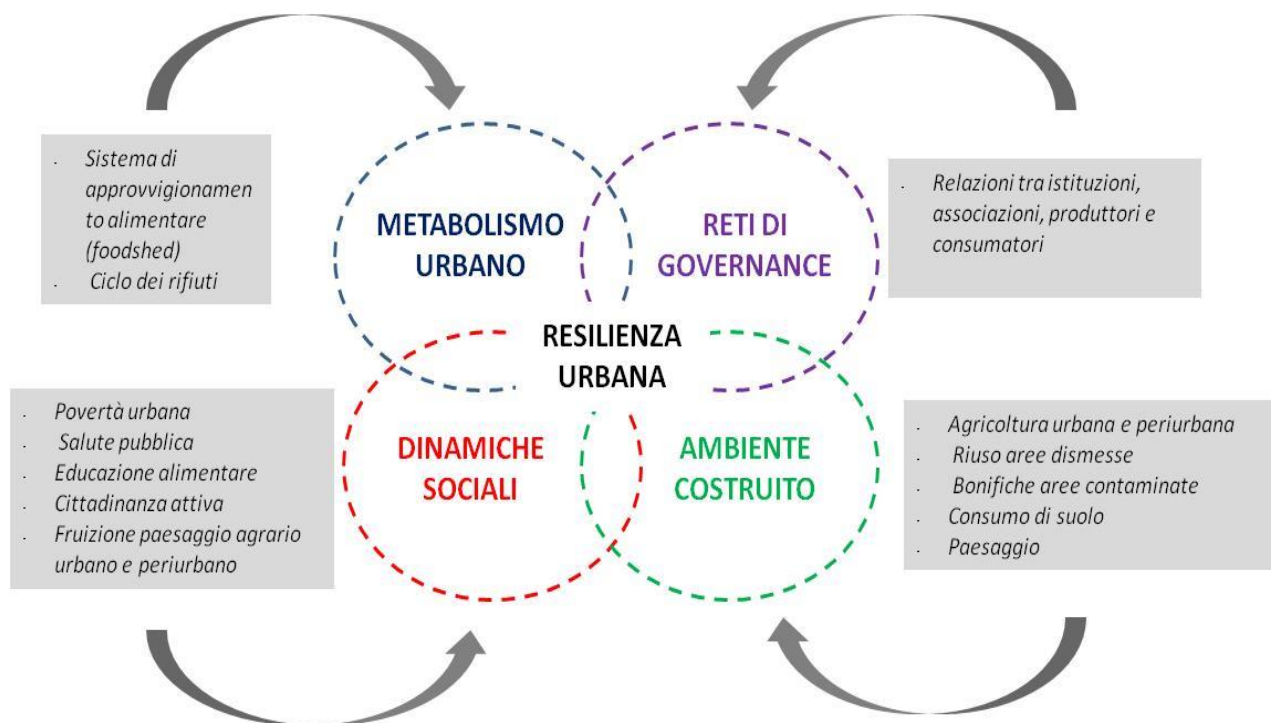 · Sistema di
approvvigionamen
to alimentare
(foodshed)
· Ciclo dei rifiuti
METABOLISMO
URBANO
RETI DI
GOVERNANCE
· Relazioni tra istituzioni,
associazioni, produttori e
consumatori
RESILIENZA
URBANA
· Povertà urbana
· Salute pubblica
· Educazione alimentare
· Cittadinanza attiva
· Fruizione paesaggio agrario
urbano e periurbano
DINAMICHE
SOCIALI
AMBIENTE
COSTRUITO
· Agricoltura urbana e periurbana
· Riuso aree dismesse
· Bonifiche aree contaminate
· Consumo di suolo
· Paesaggio